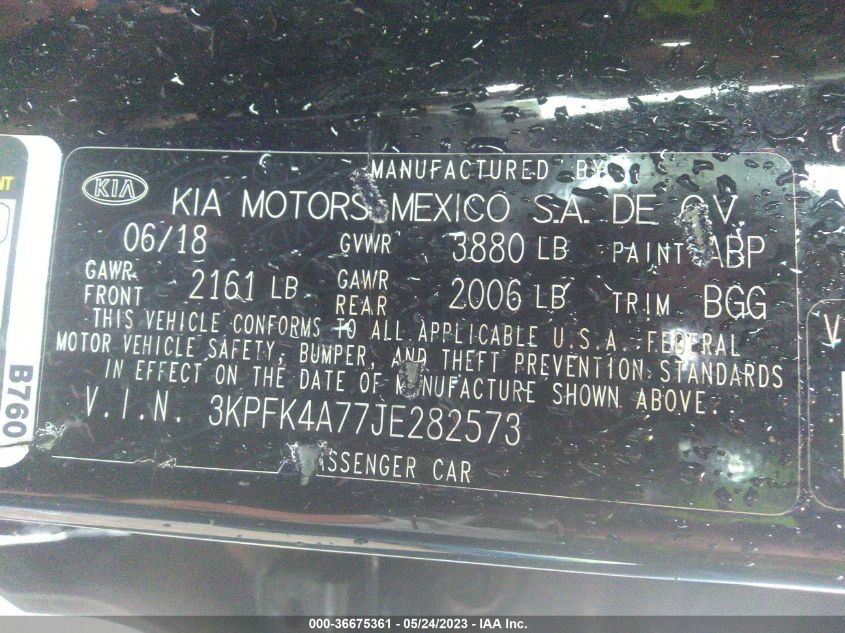 MANUFACTURED BY
KIA
KIA MOTORS MEXICO S.A. DE C.V.
06/18 GVWR 3880 LB PAINT ABP
GAWR FRONT 2161 LB GAWR REAR 2006 LB TRIM BGG
THIS VEHICLE CONFORMS TO ALL APPLICABLE U.S.A. FEDERAL
MOTOR VEHICLE SAFETY, BUMPER, AND THEFT PREVENTION STANDARDS
IN EFFECT ON THE DATE OF MANUFACTURE SHOWN ABOVE.
V.I.N. 3KPFK4A77JE282573
PASSENGER CAR
B760
NT
V
000-36675361 - 05/24/2023 - IAA Inc.